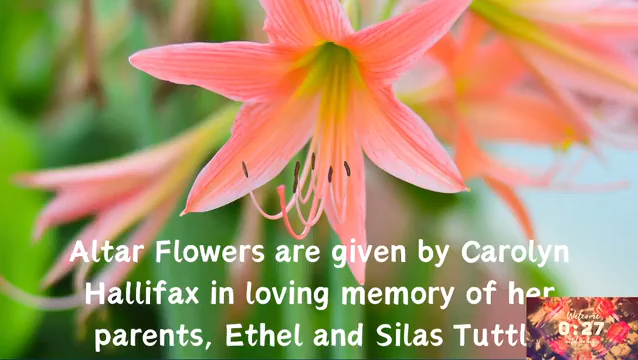 Altar Flowers are given by Carolyn
Hallifax in loving memory of her
parents, Ethel and Silas Tuttl
Welcome
0:27